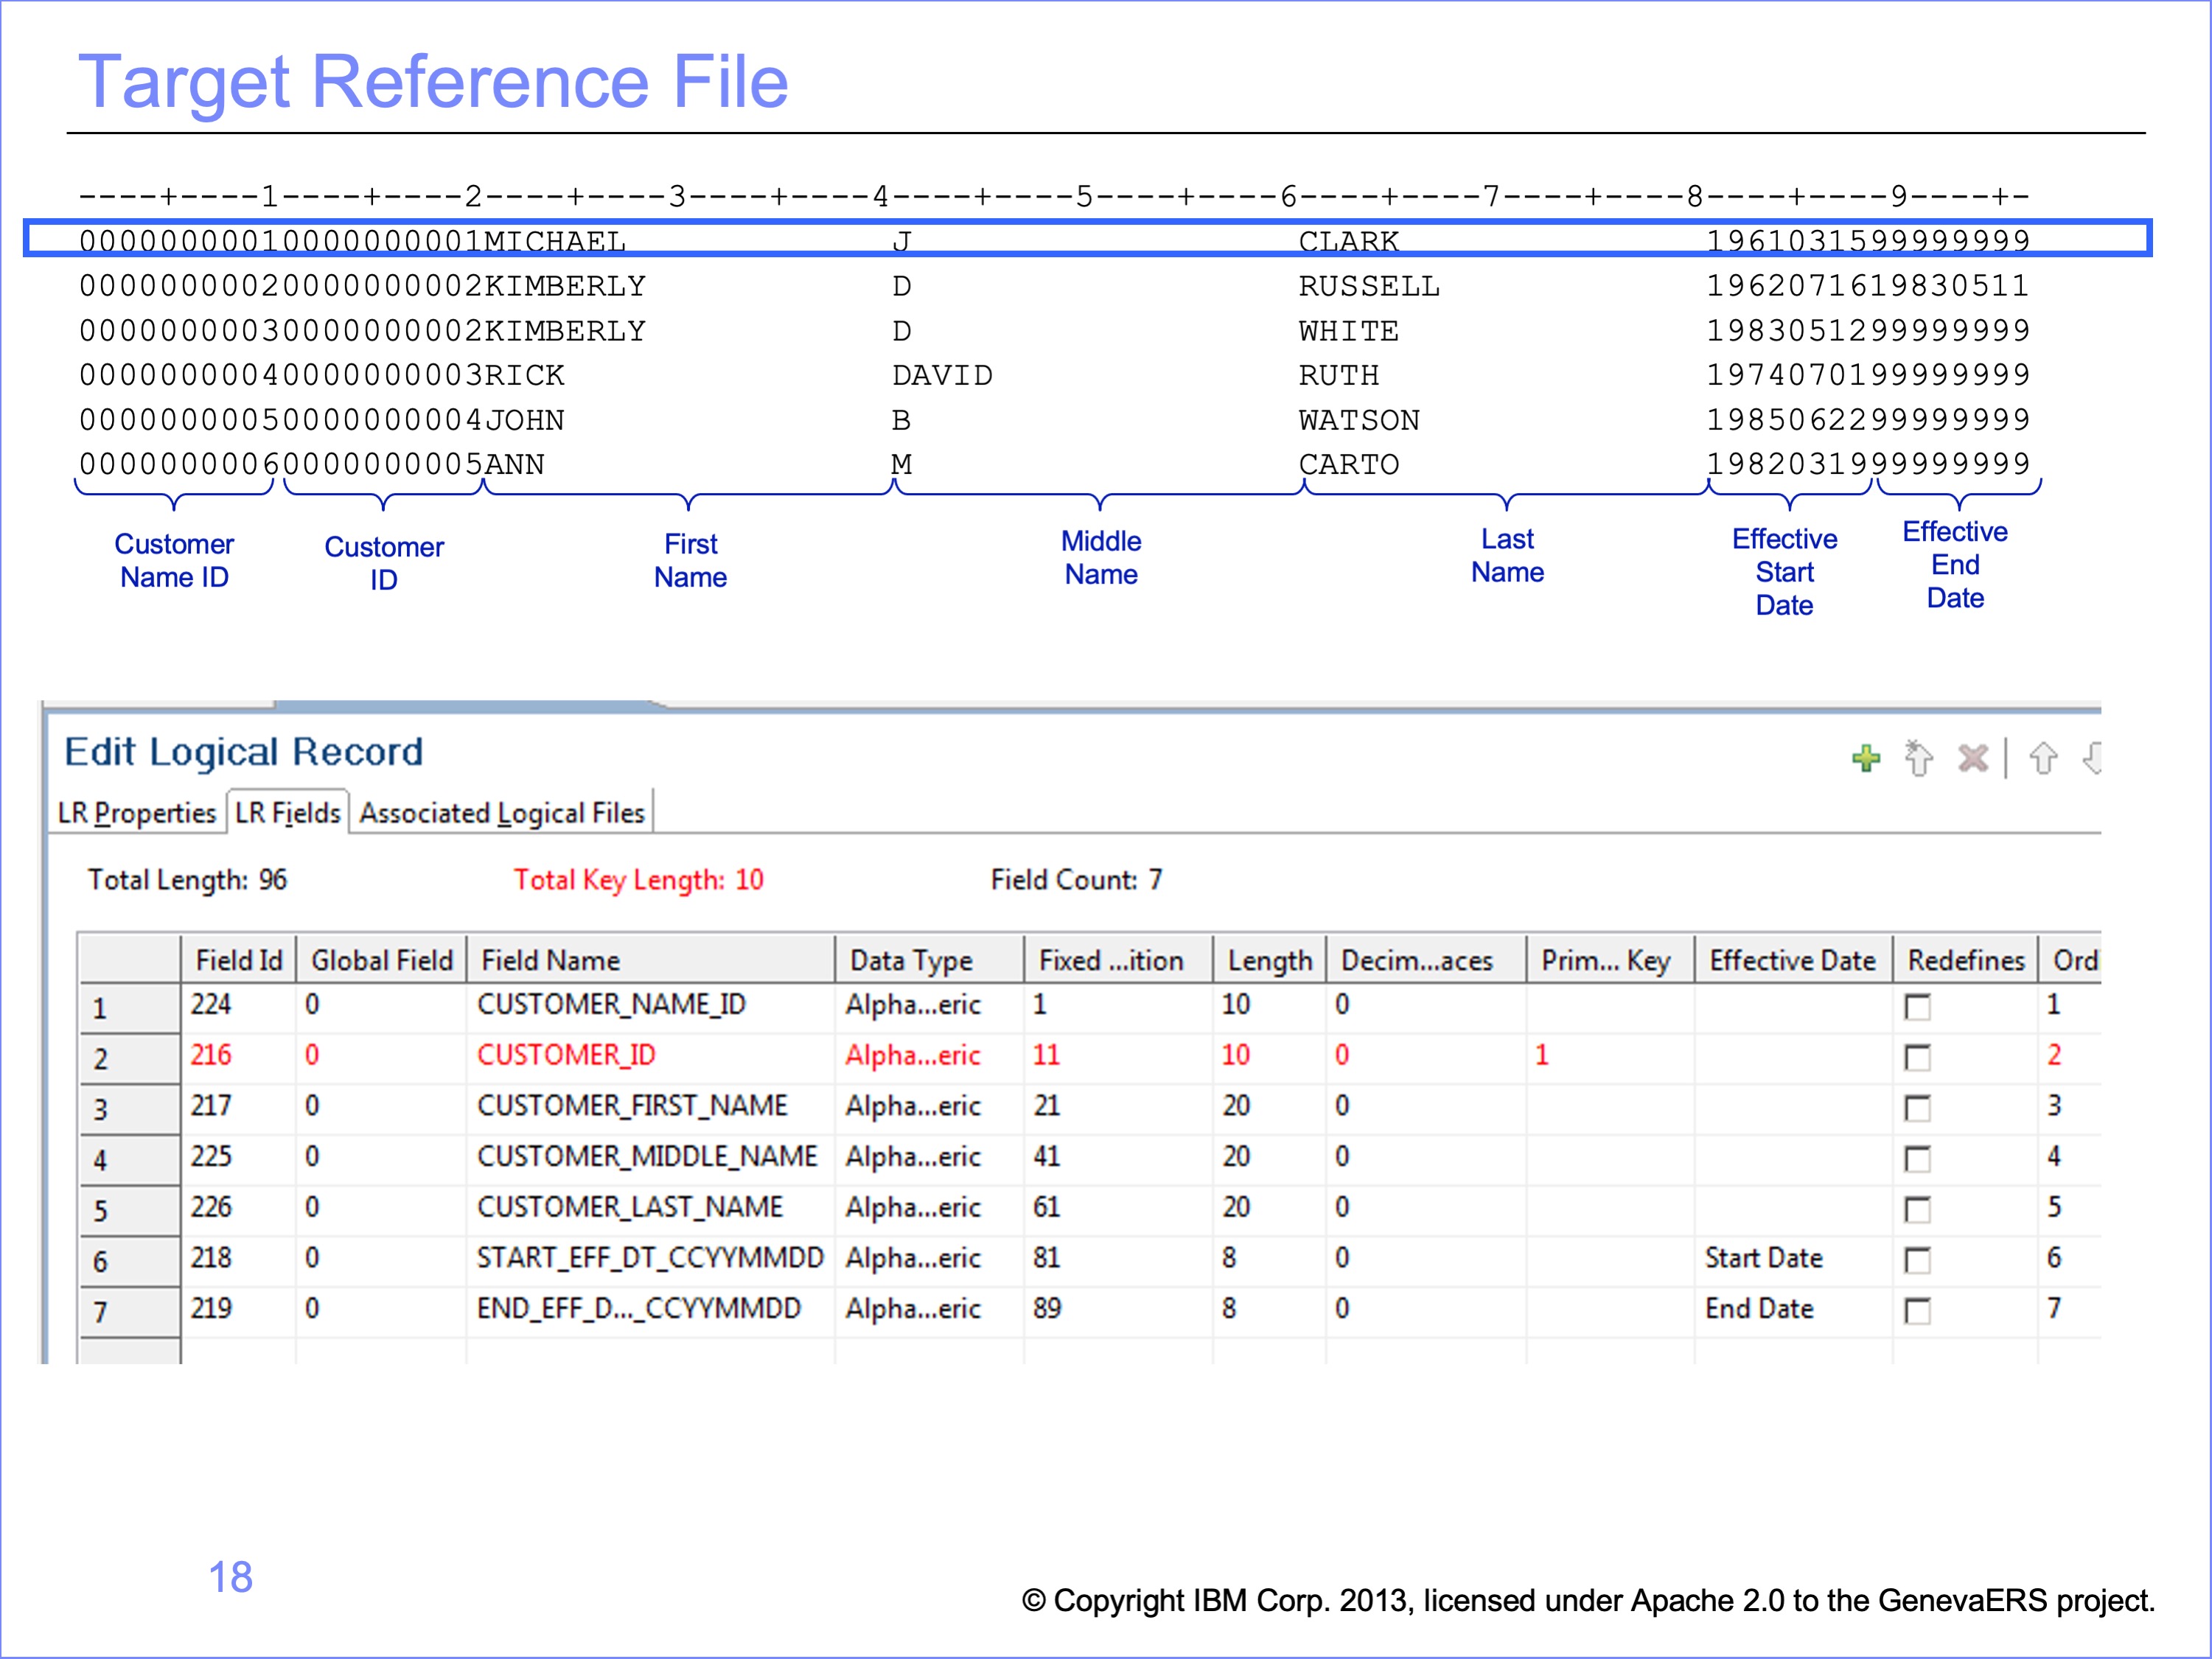 Target Reference File
----+----1----+----2----+----3----+----4----+----5----+----6----+----7----+----8----+----9----+-
00000000010000000001MICHAEL             J                   CLARK               1961031599999999
00000000020000000002KIMBERLY            D                   RUSSELL             1962071619830511
00000000030000000002KIMBERLY            D                   WHITE               1983051299999999
00000000040000000003RICK                DAVID               RUTH                1974070199999999
00000000050000000004JOHN                B                   WATSON              1985062299999999
00000000060000000005ANN                 M                   CARTO               1982031999999999
Customer Name ID
Customer ID
First Name
Middle Name
Last Name
Effective Start Date
Effective End Date
Edit Logical Record
LR Properties LR Fields Associated Logical Files
Total Length: 96 Total Key Length: 10 Field Count: 7
Field Id Global Field Field Name Data Type Fixed ...ition Length Decim...aces Prim... Key Effective Date Redefines Ord
1 224 0 CUSTOMER_NAME_ID Alpha...eric 1 10 0 1
2 216 0 CUSTOMER_ID Alpha...eric 11 10 0 1 2
3 217 0 CUSTOMER_FIRST_NAME Alpha...eric 21 20 0 3
4 225 0 CUSTOMER_MIDDLE_NAME Alpha...eric 41 20 0 4
5 226 0 CUSTOMER_LAST_NAME Alpha...eric 61 20 0 5
6 218 0 START_EFF_DT_CCYYMMDD Alpha...eric 81 8 0 Start Date 6
7 219 0 END_EFF_D..._CCYYMMDD Alpha...eric 89 8 0 End Date 7
18
© Copyright IBM Corp. 2013, licensed under Apache 2.0 to the GenevaERS project.